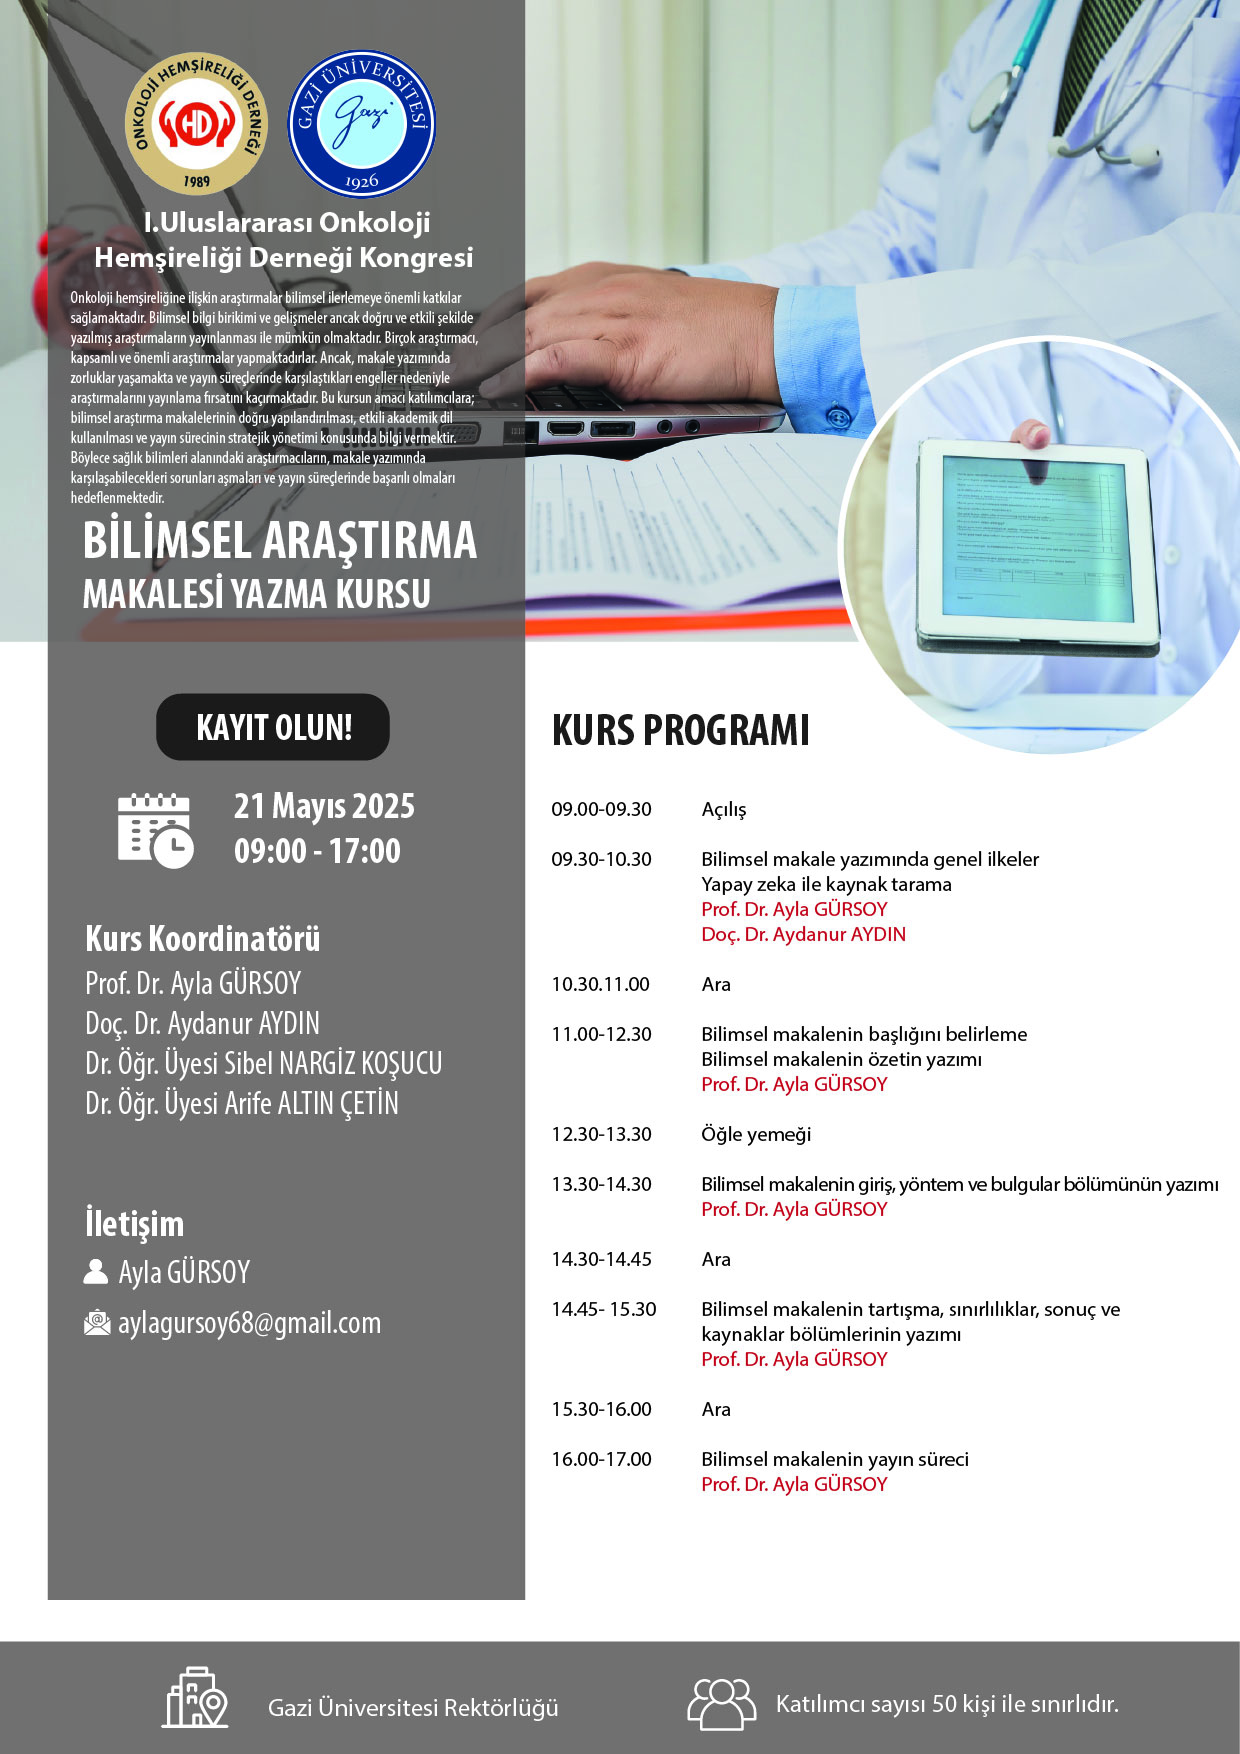 ONKOLOJİ HEMŞİRELİĞİ DERNEĞİ
HD
1989
GAZİ ÜNİVERSİTESİ
gazi
1926
I.Uluslararası Onkoloji
Hemşireliği Derneği Kongresi
Onkoloji hemşireliğine ilişkin araştırmalar bilimsel ilerlemeye önemli katkılar
sağlamaktadır. Bilimsel bilgi birikimi ve gelişmeler ancak doğru ve etkili şekilde
yazılmış araştırmaların yayınlanması ile mümkün olmaktadır. Birçok araştırmacı,
kapsamlı ve önemli araştırmalar yapmaktadırlar. Ancak, makale yazımında
zorluklar yaşamakta ve yayın süreçlerinde karşılaştıkları engeller nedeniyle
araştırmalarını yayınlama fırsatını kaçırmaktadır. Bu kursun amacı katılımcılara;
bilimsel araştırma makalelerinin doğru yapılandırılması, etkili akademik dil
kullanılması ve yayın sürecinin stratejik yönetimi konusunda bilgi vermektir.
Böylece sağlık bilimleri alanındaki araştırmacıların, makale yazımında
karşılaşabilecekleri sorunları aşmaları ve yayın süreçlerinde başarılı olmaları
hedeflenmektedir.
BİLİMSEL ARAŞTIRMA
MAKALESİ YAZMA KURSU
KAYIT OLUN!
21 Mayıs 2025
09:00 - 17:00
Kurs Koordinatörü
Prof. Dr. Ayla GÜRSOY
Doç. Dr. Aydanur AYDIN
Dr. Öğr. Üyesi Sibel NARGİZ KOŞUCU
Dr. Öğr. Üyesi Arife ALTIN ÇETİN
İletişim
Ayla GÜRSOY
aylagursoy68@gmail.com
KURS PROGRAMI
09.00-09.30 Açılış
09.30-10.30 Bilimsel makale yazımında genel ilkeler
Yapay zeka ile kaynak tarama
Prof. Dr. Ayla GÜRSOY
Doç. Dr. Aydanur AYDIN
10.30.11.00 Ara
11.00-12.30 Bilimsel makalenin başlığını belirleme
Bilimsel makalenin özetin yazımı
Prof. Dr. Ayla GÜRSOY
12.30-13.30 Öğle yemeği
13.30-14.30 Bilimsel makalenin giriş, yöntem ve bulgular bölümünün yazımı
Prof. Dr. Ayla GÜRSOY
14.30-14.45 Ara
14.45- 15.30 Bilimsel makalenin tartışma, sınırlılıklar, sonuç ve
kaynaklar bölümlerinin yazımı
Prof. Dr. Ayla GÜRSOY
15.30-16.00 Ara
16.00-17.00 Bilimsel makalenin yayın süreci
Prof. Dr. Ayla GÜRSOY
Gazi Üniversitesi Rektörlüğü
Katılımcı sayısı 50 kişi ile sınırlıdır.